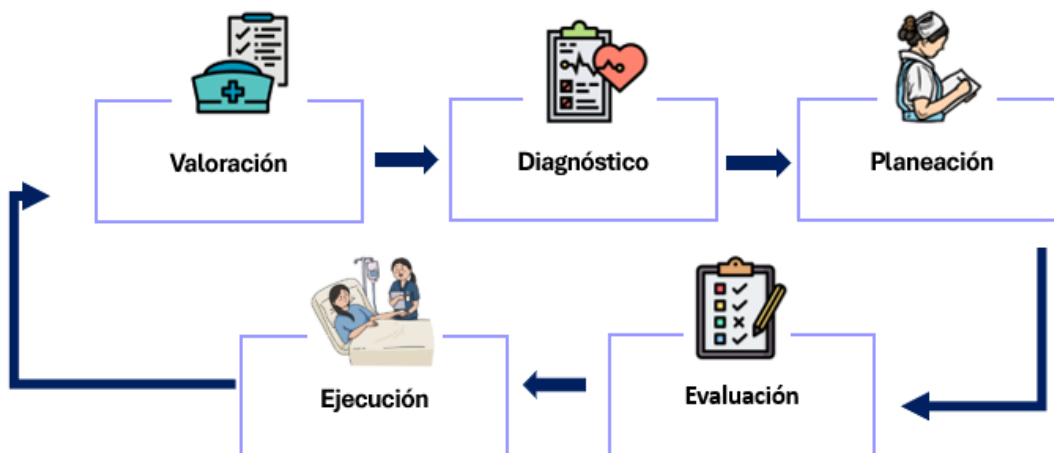 Valoración
Diagnóstico
Planeación
Evaluación
Ejecución